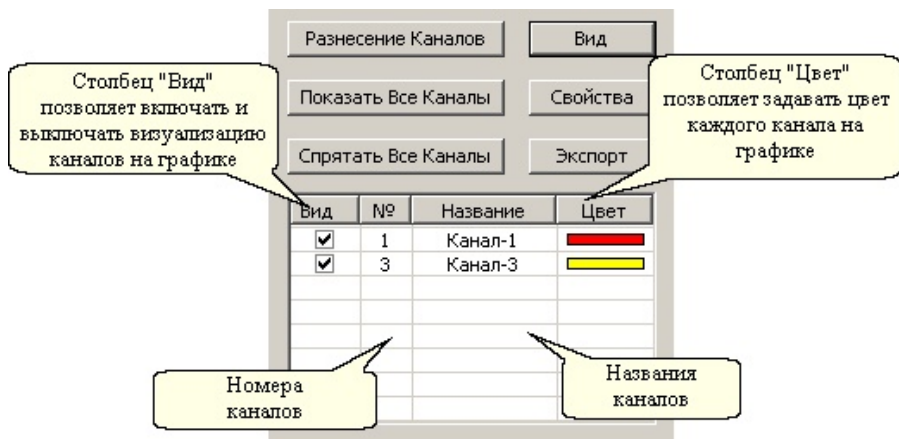 Разнесение Каналов
Вид
Показать Все Каналы
Свойства
Спрятать Все Каналы
Экспорт
Столбец "Вид"
позволяет включать и
выключать визуализацию
каналов на графике
Столбец "Цвет"
позволяет задавать цвет
каждого канала на
графике
Вид № Название Цвет
1 Канал-1
3 Канал-3
Номера
каналов
Названия
каналов